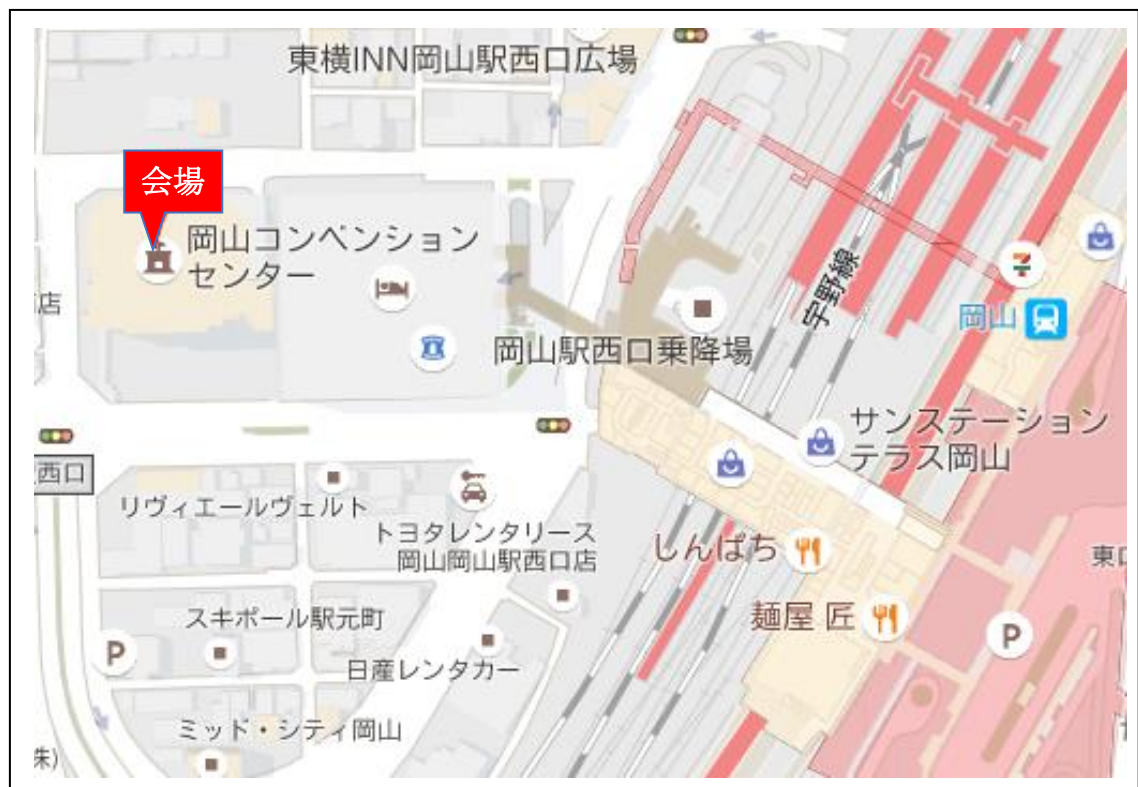 東横INN岡山駅西口広場
会場
岡山コンベンション
センター
店
宇野線
岡山
岡山駅西口乗降場
サンステーション
テラス岡山
西口
リヴィエールヴェルト
トヨタレンタリース
岡山岡山駅西口店
しんぱち
東口
スキポール駅元町
麺屋 匠
P
P
日産レンタカー
ミッド・シティ岡山
株)